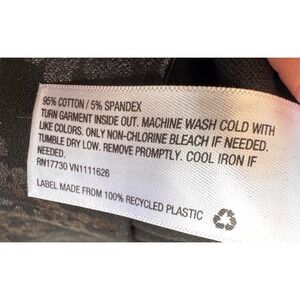 95% COTTON / 5% SPANDEX
TURN GARMENT INSIDE OUT. MACHINE WASH COLD WITH
LIKE COLORS. ONLY NON-CHLORINE BLEACH IF NEEDED.
TUMBLE DRY LOW. REMOVE PROMPTLY. COOL IRON IF
NEEDED.
RN17730 VN1111626
LABEL MADE FROM 100% RECYCLED PLASTIC